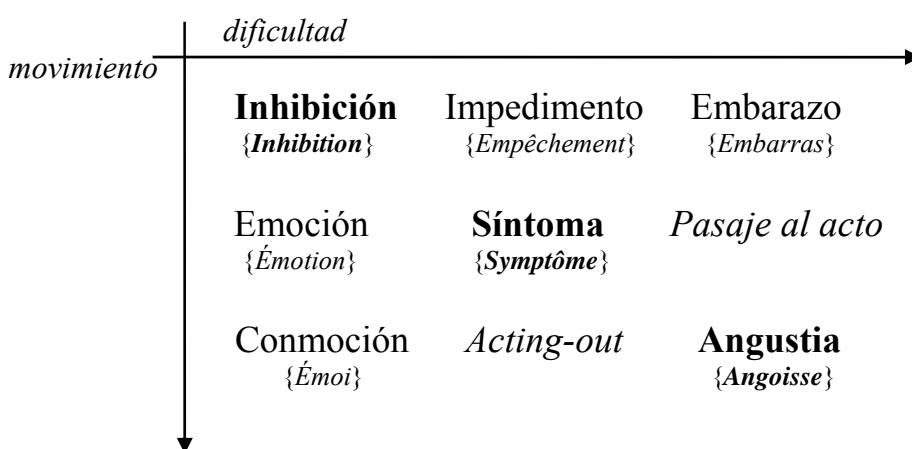 dificultad
movimiento
Inhibición Impedimento Embarazo
{Inhibition} {Empêchement} {Embarras}
Emoción Síntoma Pasaje al acto
{Émotion} {Symptôme}
Conmoción Acting-out Angustia
{Émoi} {Angoisse}